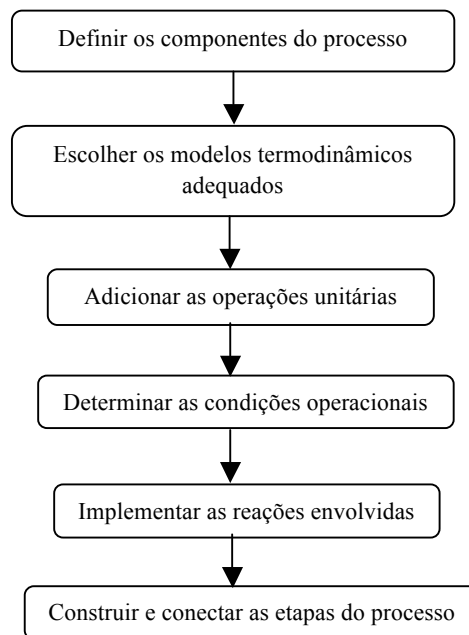 Definir os componentes do processo
Escolher os modelos termodinâmicos
adequados
Adicionar as operações unitárias
Determinar as condições operacionais
Implementar as reações envolvidas
Construir e conectar as etapas do processo